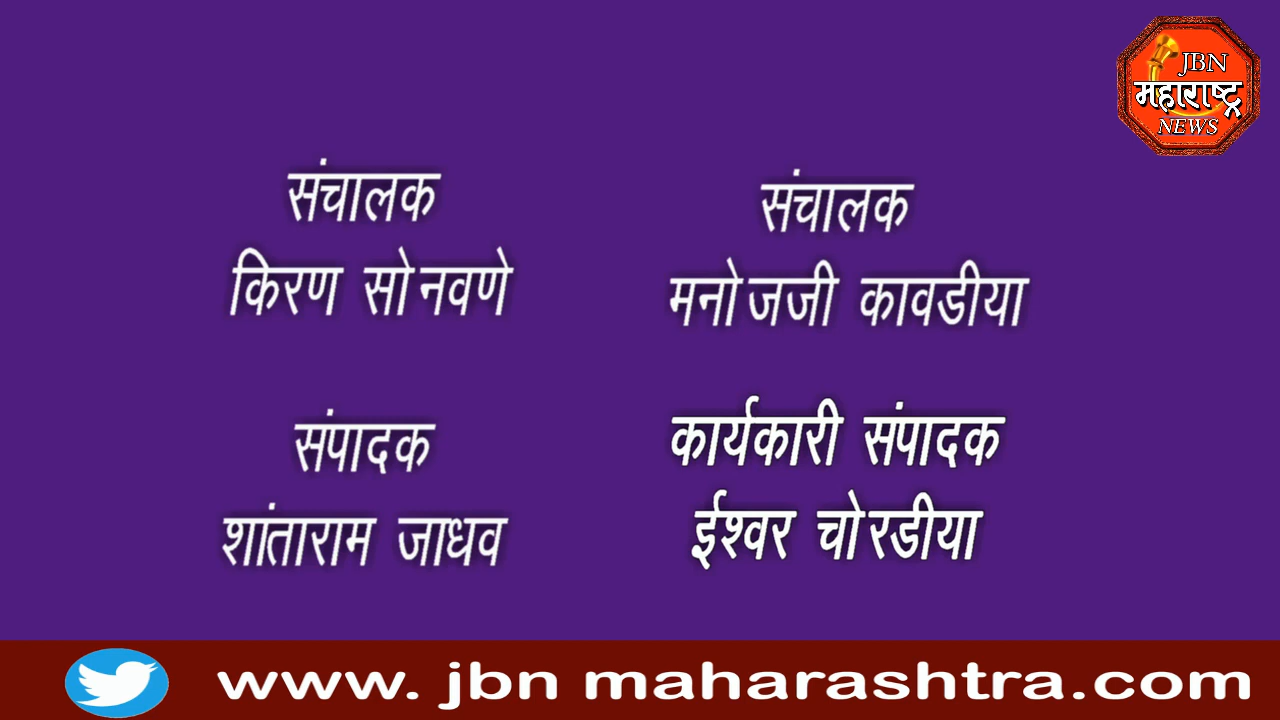 JBN
महाराष्ट्र
NEWS
संचालक
किरण सोनवणे
संचालक
मनोजजी कावडीया
संपादक
शांताराम जाधव
कार्यकारी संपादक
ईश्वर चोरडीया
www. jbn maharashtra.com